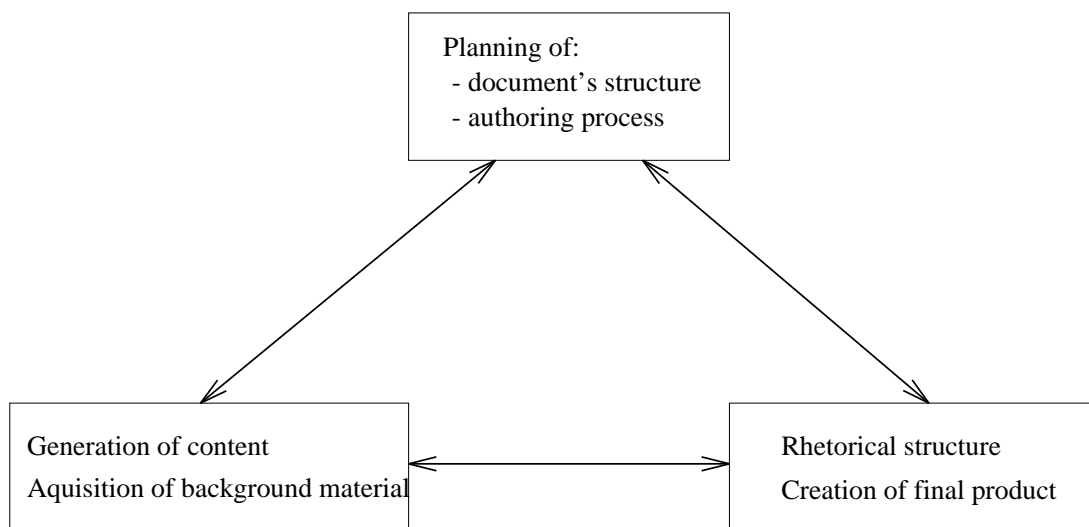 Planning of:
- document’s structure
- authoring process
Generation of content
Aquisition of background material
Rhetorical structure
Creation of final product